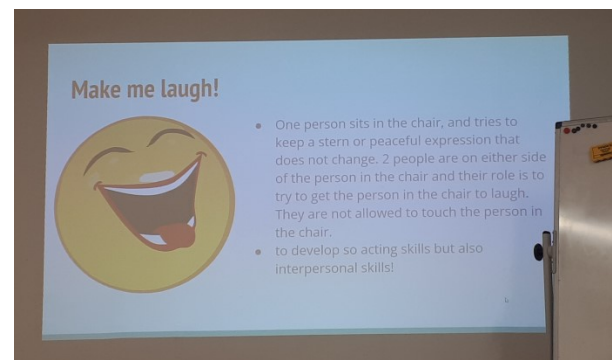 Make me laugh!
● One person sits in the chair, and tries to
keep a stern or peaceful expression that
does not change. 2 people are on either side
of the person in the chair and their role is to
try to get the person in the chair to laugh.
They are not allowed to touch the person in
the chair.
● to develop so acting skills but also
interpersonal skills!